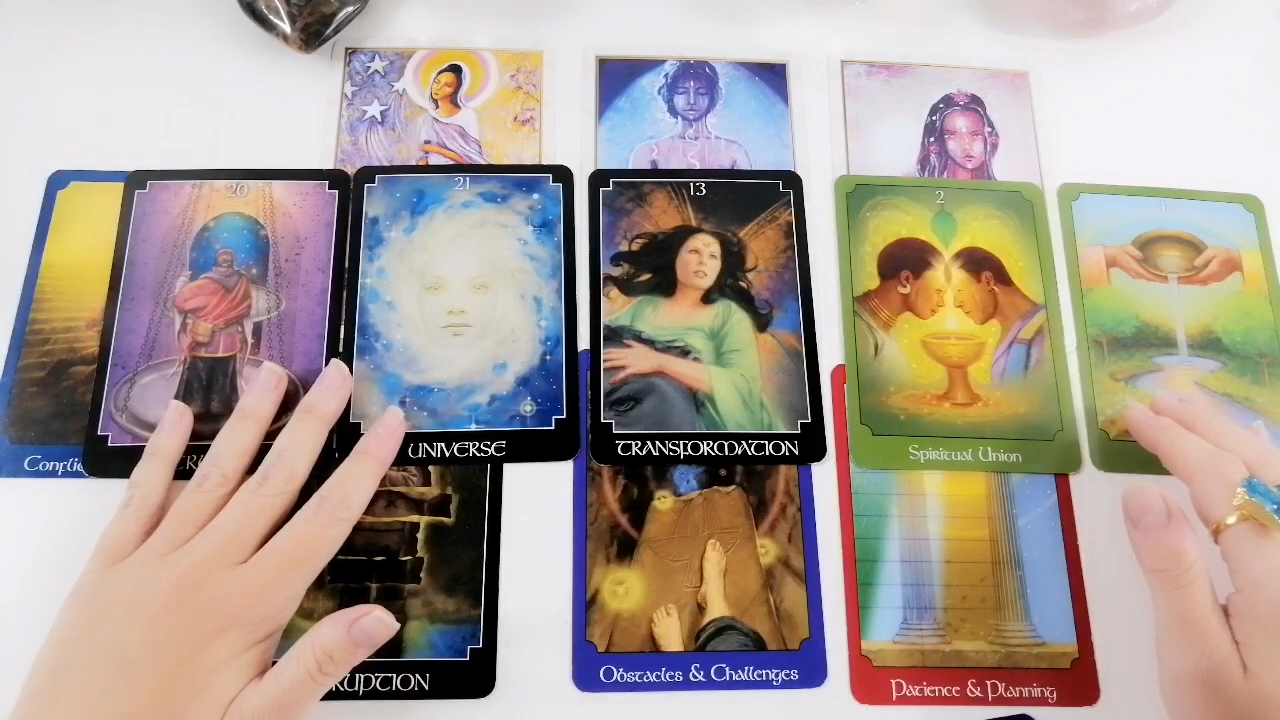 20
21
13
2
1
Conflic
UNIVERSE
TRANSFORMATION
Spiritual Union
RUPTION
Obstacles & Challenges
Patience & Planning